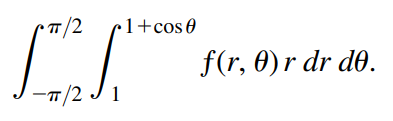 ∫_{−π/2}^{π/2} ∫_{1}^{1+cos θ} f(r, θ) r dr dθ.